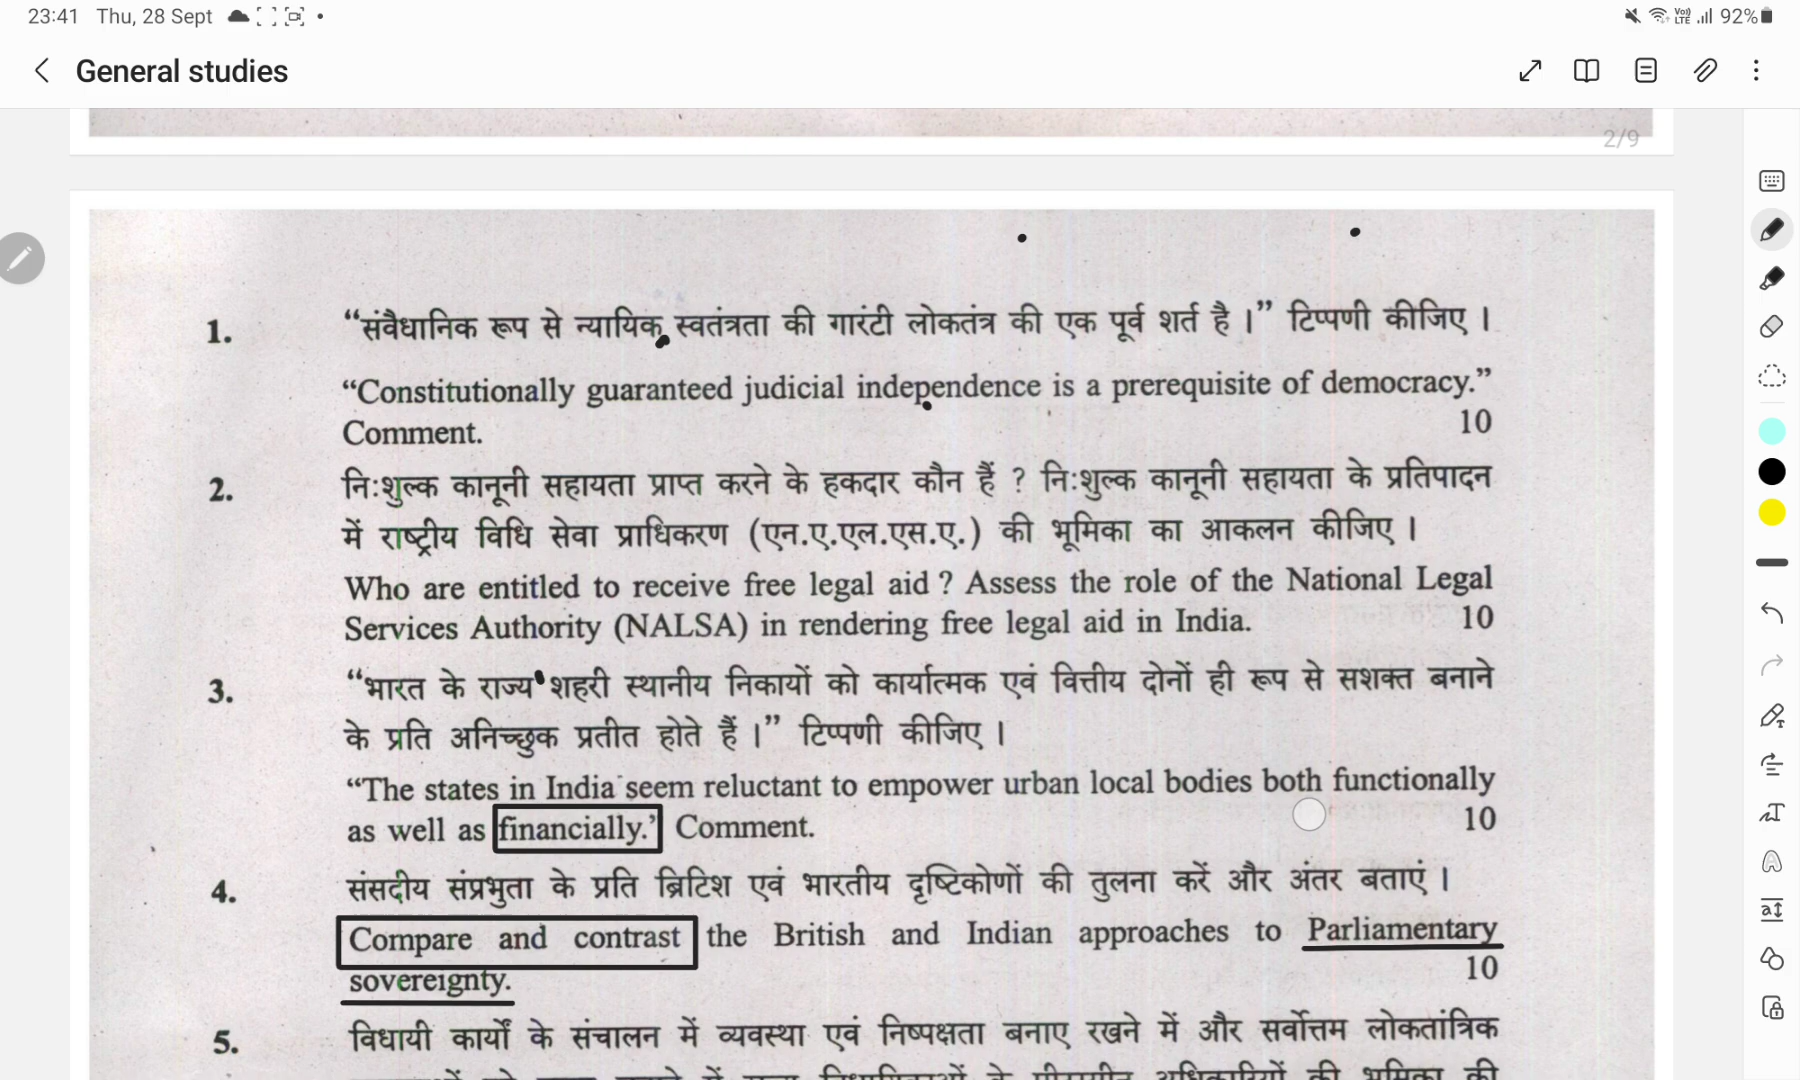 23:41 Thu, 28 Sept
Vo)) LTE 92%
General studies
2/9
1. “संवैधानिक रूप से न्यायिक स्वतंत्रता की गारंटी लोकतंत्र की एक पूर्व शर्त है ।” टिप्पणी कीजिए ।
“Constitutionally guaranteed judicial independence is a prerequisite of democracy.”
Comment. 10
2. नि:शुल्क कानूनी सहायता प्राप्त करने के हकदार कौन हैं ? नि:शुल्क कानूनी सहायता के प्रतिपादन
में राष्ट्रीय विधि सेवा प्राधिकरण (एन.ए.एल.एस.ए.) की भूमिका का आकलन कीजिए ।
Who are entitled to receive free legal aid ? Assess the role of the National Legal
Services Authority (NALSA) in rendering free legal aid in India. 10
3. “भारत के राज्य शहरी स्थानीय निकायों को कार्यात्मक एवं वित्तीय दोनों ही रूप से सशक्त बनाने
के प्रति अनिच्छुक प्रतीत होते हैं ।” टिप्पणी कीजिए ।
“The states in India seem reluctant to empower urban local bodies both functionally
as well as financially.’ Comment. 10
4. संसदीय संप्रभुता के प्रति ब्रिटिश एवं भारतीय दृष्टिकोणों की तुलना करें और अंतर बताएं ।
Compare and contrast the British and Indian approaches to Parliamentary
sovereignty. 10
5. विधायी कार्यों के संचालन में व्यवस्था एवं निष्पक्षता बनाए रखने में और सर्वोत्तम लोकतांत्रिक